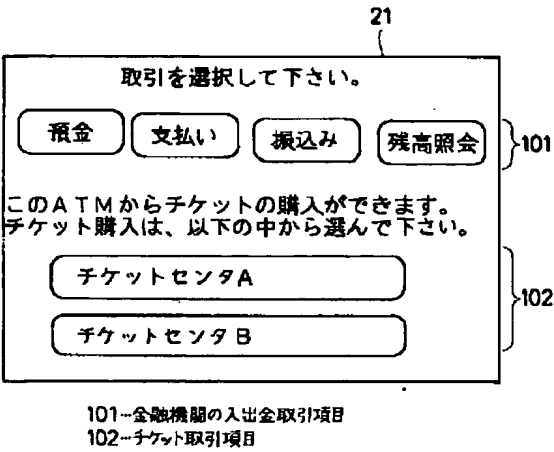 21
取引を選択して下さい。
預金 支払い 振込み 残高照会 101
このATMからチケットの購入ができます。
チケット購入は、以下の中から選んで下さい。
チケットセンタA
チケットセンタB
102
101…金融機関の入出金取引項目
102…チケット取引項目